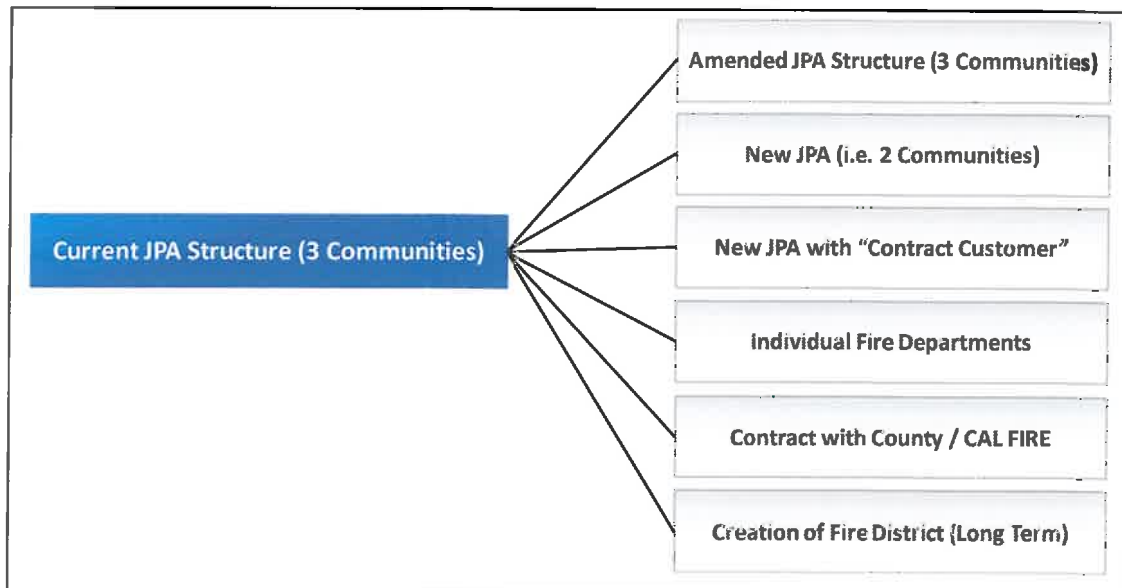 Current JPA Structure (3 Communities)
Amended JPA Structure (3 Communities)
New JPA (i.e. 2 Communities)
New JPA with “Contract Customer”
Individual Fire Departments
Contract with County / CAL FIRE
Creation of Fire District (Long Term)